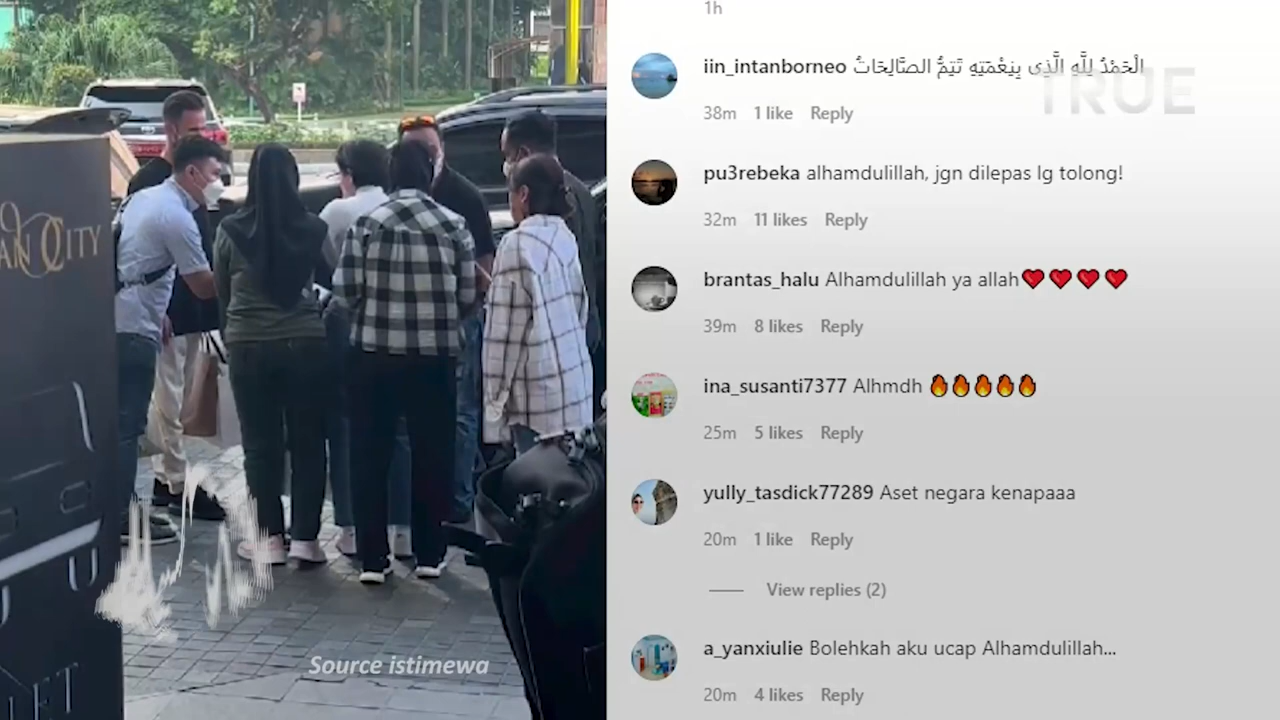 AN CITY
Source istimewa
TRUE
1h
iin_intanborneo الْحَمْدُ لِلَّهِ الَّذِى بِنِعْمَتِهِ تَتِمُّ الصَّالِحَاتُ
38m 1 like Reply
pu3rebeka alhamdulillah, jgn dilepas lg tolong!
32m 11 likes Reply
brantas_halu Alhamdulillah ya allah❤❤❤❤
39m 8 likes Reply
ina_susanti7377 Alhmdh 🔥🔥🔥🔥🔥
25m 5 likes Reply
yully_tasdick77289 Aset negara kenapaaa
20m 1 like Reply
View replies (2)
a_yanxiulie Bolehkah aku ucap Alhamdulillah...
20m 4 likes Reply